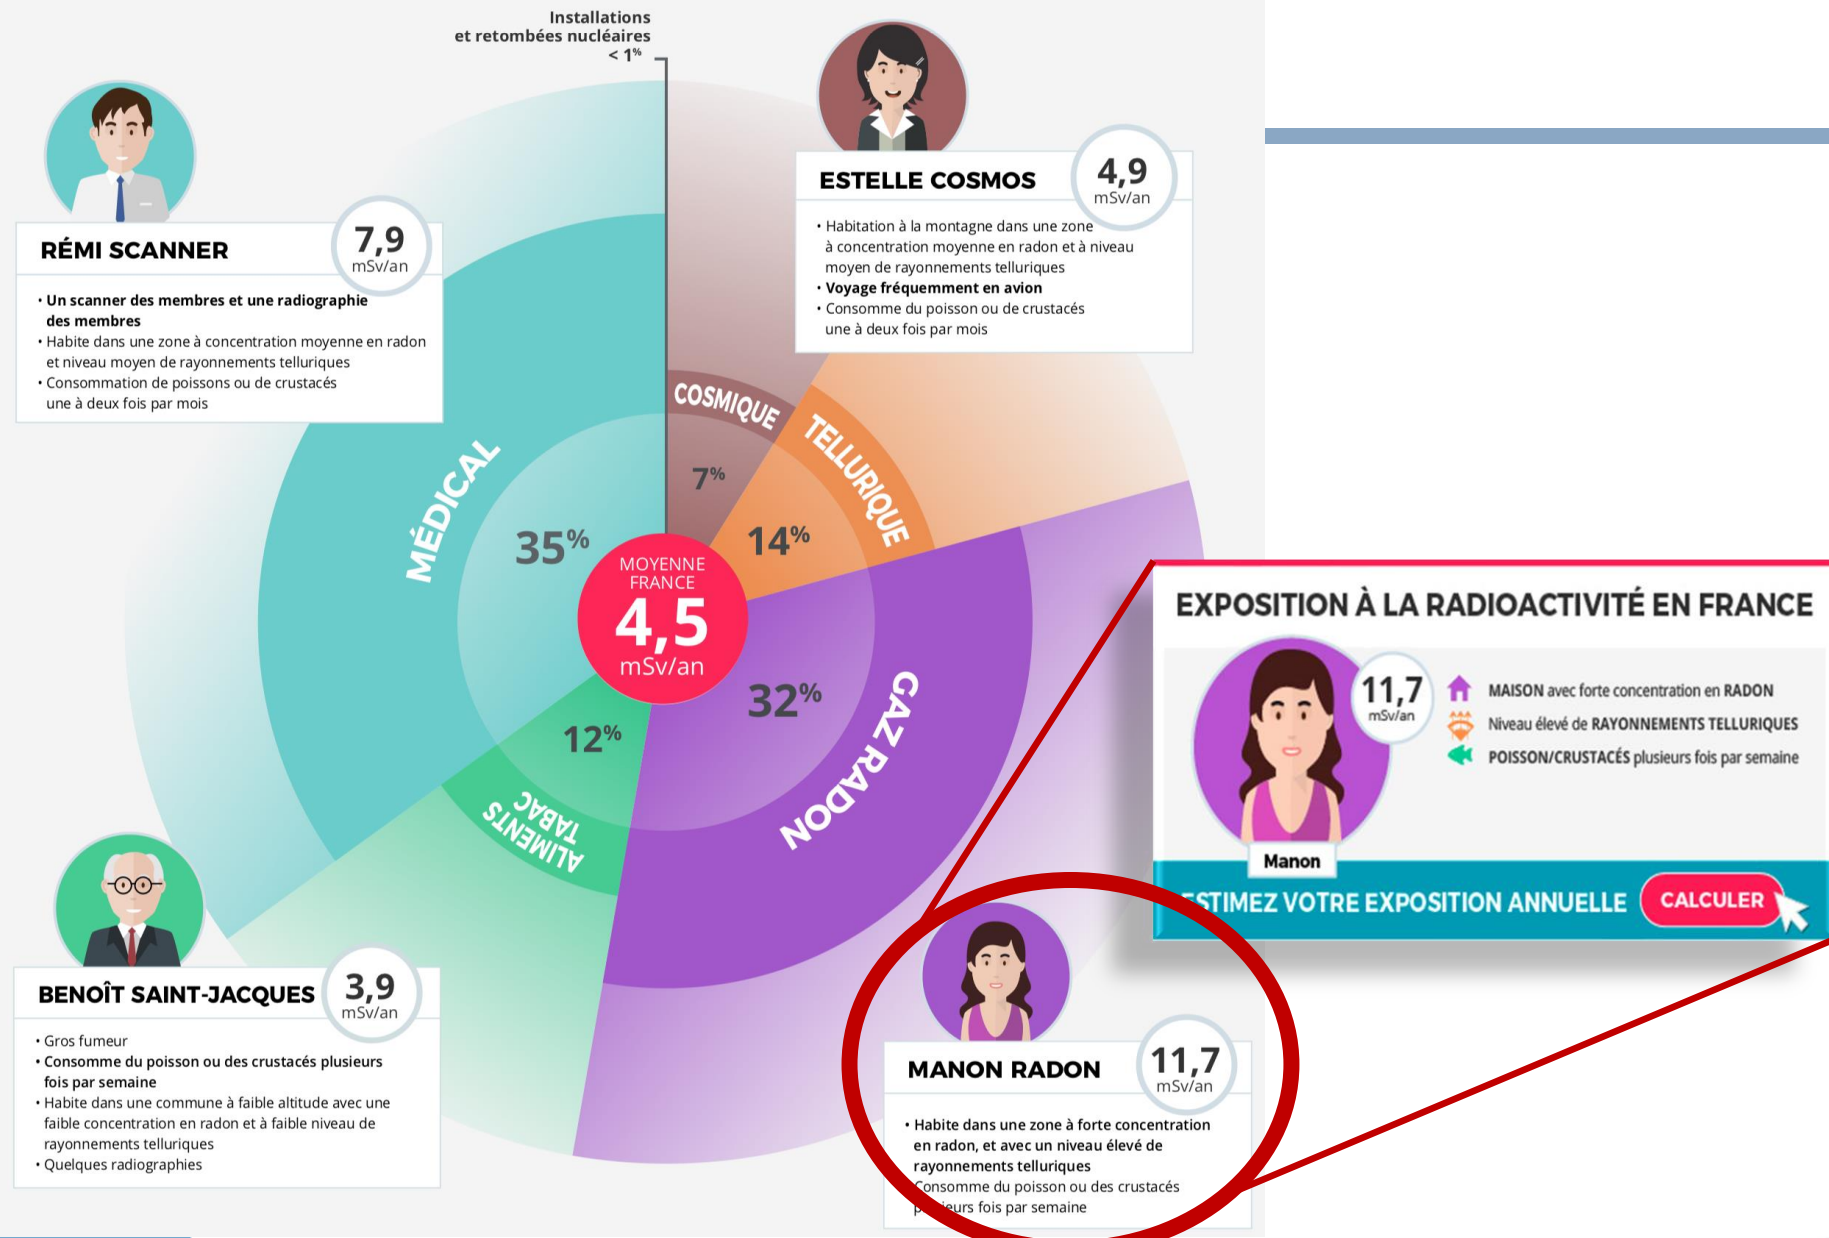 Installations
et retombées nucléaires
< 1%
RÉMI SCANNER
7,9
mSv/an
• Un scanner des membres et une radiographie
des membres
• Habite dans une zone à concentration moyenne en radon
et niveau moyen de rayonnements telluriques
• Consommation de poissons ou de crustacés
une à deux fois par mois
ESTELLE COSMOS
4,9
mSv/an
• Habitation à la montagne dans une zone
à concentration moyenne en radon et à niveau
moyen de rayonnements telluriques
• Voyage fréquemment en avion
• Consomme du poisson ou de crustacés
une à deux fois par mois
COSMIQUE
7%
TELLURIQUE
14%
MÉDICAL
35%
MOYENNE
FRANCE
4,5
mSv/an
GAZ RADON
32%
12%
ALIMENTS
TABAC
EXPOSITION À LA RADIOACTIVITÉ EN FRANCE
11,7
mSv/an
MAISON avec forte concentration en RADON
Niveau élevé de RAYONNEMENTS TELLURIQUES
POISSON/CRUSTACÉS plusieurs fois par semaine
Manon
ESTIMEZ VOTRE EXPOSITION ANNUELLE
CALCULER
BENOÎT SAINT-JACQUES
3,9
mSv/an
• Gros fumeur
• Consomme du poisson ou des crustacés plusieurs
fois par semaine
• Habite dans une commune à faible altitude avec une
faible concentration en radon et à faible niveau de
rayonnements telluriques
• Quelques radiographies
MANON RADON
11,7
mSv/an
• Habite dans une zone à forte concentration
en radon, et avec un niveau élevé de
rayonnements telluriques
Consomme du poisson ou des crustacés
plusieurs fois par semaine